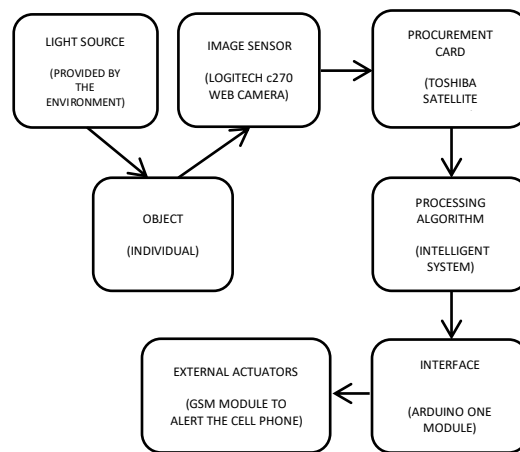 LIGHT SOURCE
(PROVIDED BY
THE
ENVIRONMENT)
IMAGE SENSOR
(LOGITECH c270
WEB CAMERA)
PROCUREMENT
CARD
(TOSHIBA
SATELLITE
OBJECT
(INDIVIDUAL)
PROCESSING
ALGORITHM
(INTELLIGENT
SYSTEM)
EXTERNAL ACTUATORS
(GSM MODULE TO
ALERT THE CELL PHONE)
INTERFACE
(ARDUINO ONE
MODULE)